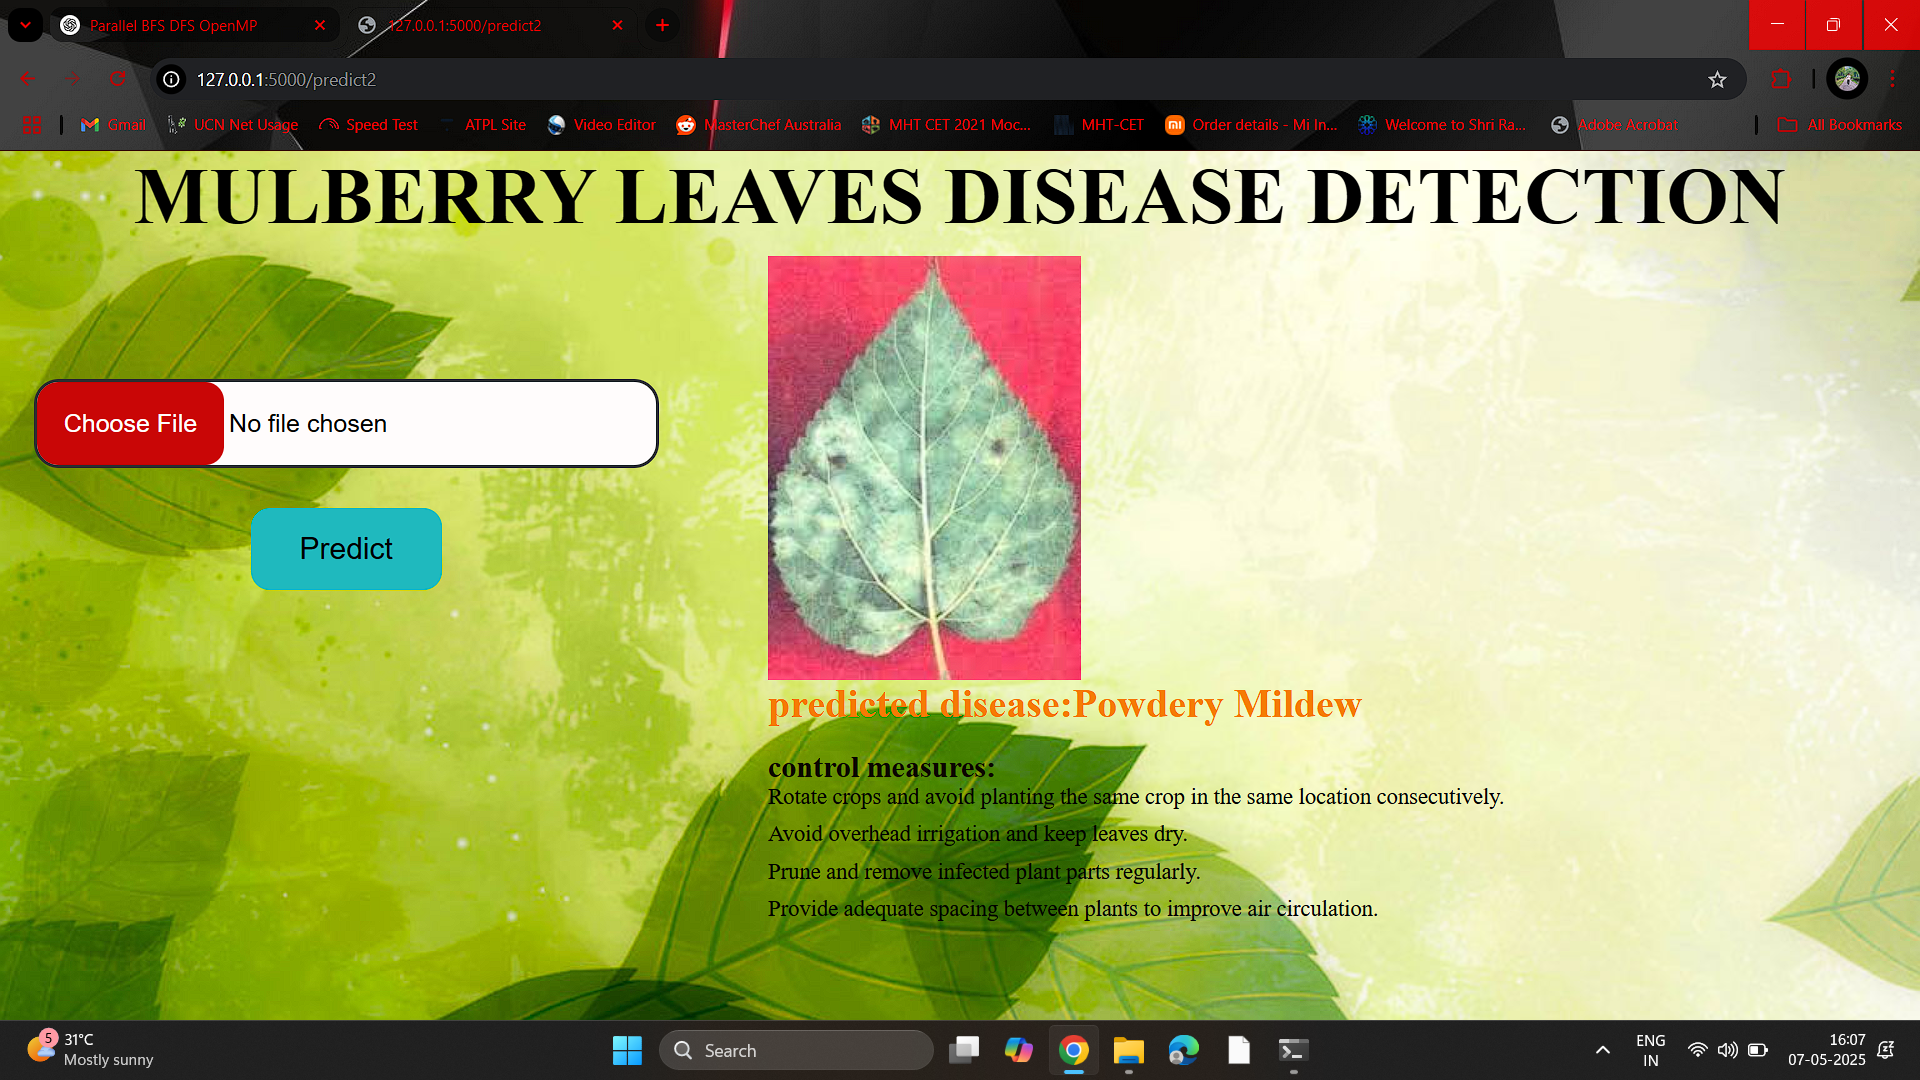 Parallel BFS DFS OpenMP
127.0.0.1:5000/predict2
127.0.0.1:5000/predict2
Gmail
UCN Net Usage
Speed Test
ATPL Site
Video Editor
MasterChef Australia
MHT CET 2021 Moc...
MHT-CET
Order details - Mi In...
Welcome to Shri Ra...
Adobe Acrobat
All Bookmarks
MULBERRY LEAVES DISEASE DETECTION
Choose File No file chosen
Predict
predicted disease:Powdery Mildew
control measures:
Rotate crops and avoid planting the same crop in the same location consecutively.
Avoid overhead irrigation and keep leaves dry.
Prune and remove infected plant parts regularly.
Provide adequate spacing between plants to improve air circulation.
5
31°C
Mostly sunny
Search
ENG
IN
16:07
07-05-2025